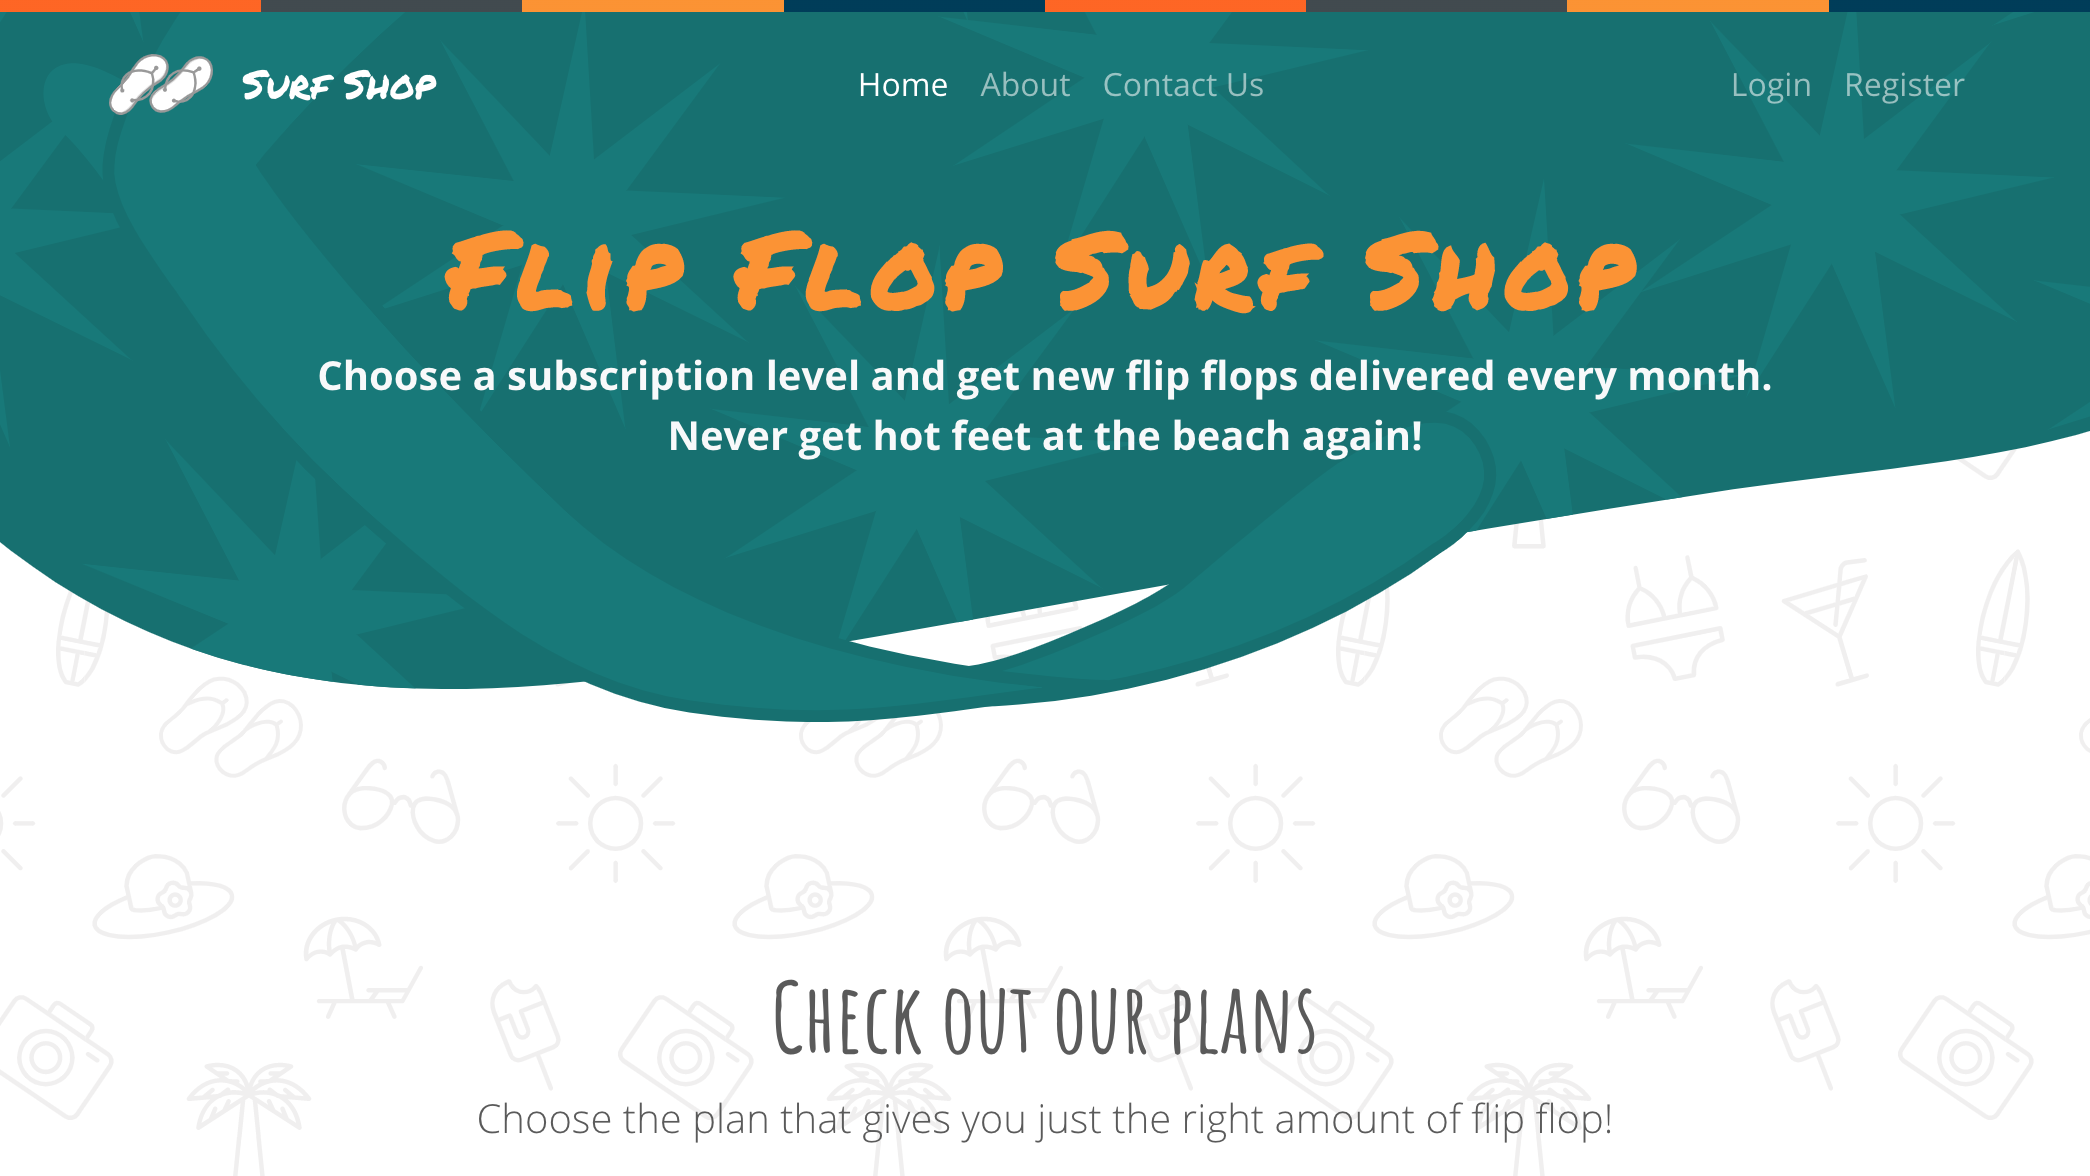 Surf Shop
Home About Contact Us
Login Register
Flip Flop Surf Shop
Choose a subscription level and get new flip flops delivered every month.
Never get hot feet at the beach again!
Check out our plans
Choose the plan that gives you just the right amount of flip flop!